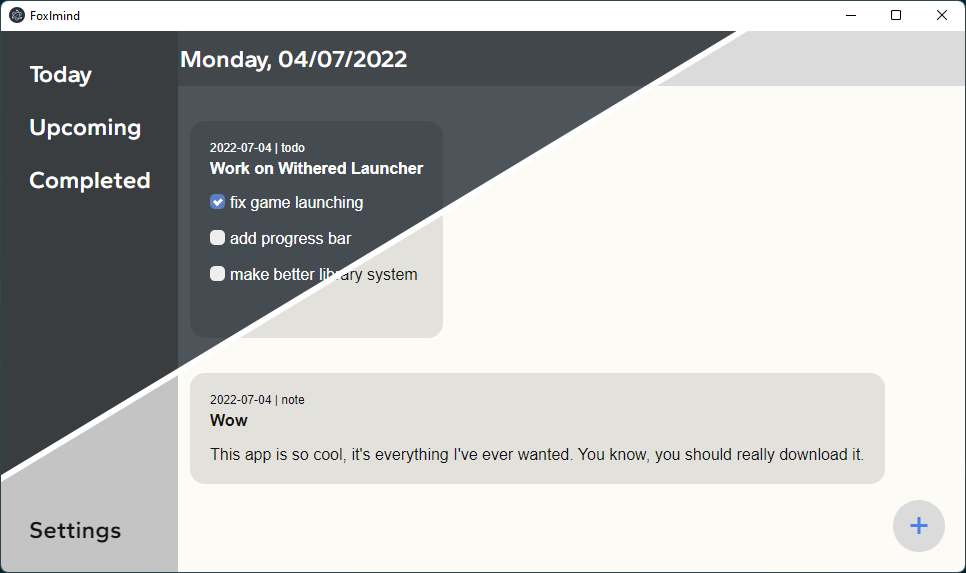 FoxImind
Today
Upcoming
Completed
Settings
Monday, 04/07/2022
2022-07-04 | todo
Work on Withered Launcher
fix game launching
add progress bar
make better library system
2022-07-04 | note
Wow
This app is so cool, it's everything I've ever wanted. You know, you should really download it.
+